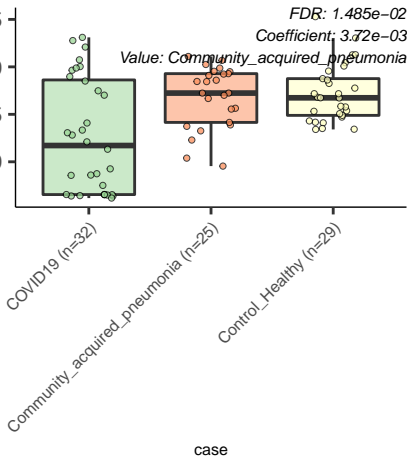 FDR: 1.485e−02
Coefficient: 3.72e−03
Value: Community_acquired_pneumonia
COVID19 (n=32)
Community_acquired_pneumonia (n=25)
Control_Healthy (n=29)
case